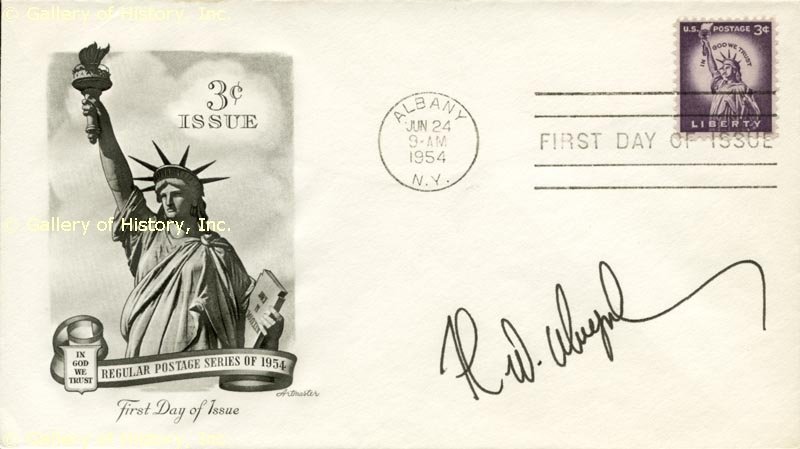 © Gallery of History, Inc.
U.S. POSTAGE 3¢
IN GOD WE TRUST
LIBERTY
3¢
ISSUE
ALBANY
JUN 24
9-AM
1954
N.Y.
FIRST DAY OF ISSUE
© Gallery of History, Inc.
IN
GOD
WE
TRUST
REGULAR POSTAGE SERIES OF 1954
Artmaster
First Day of Issue
© Gallery of History, Inc.